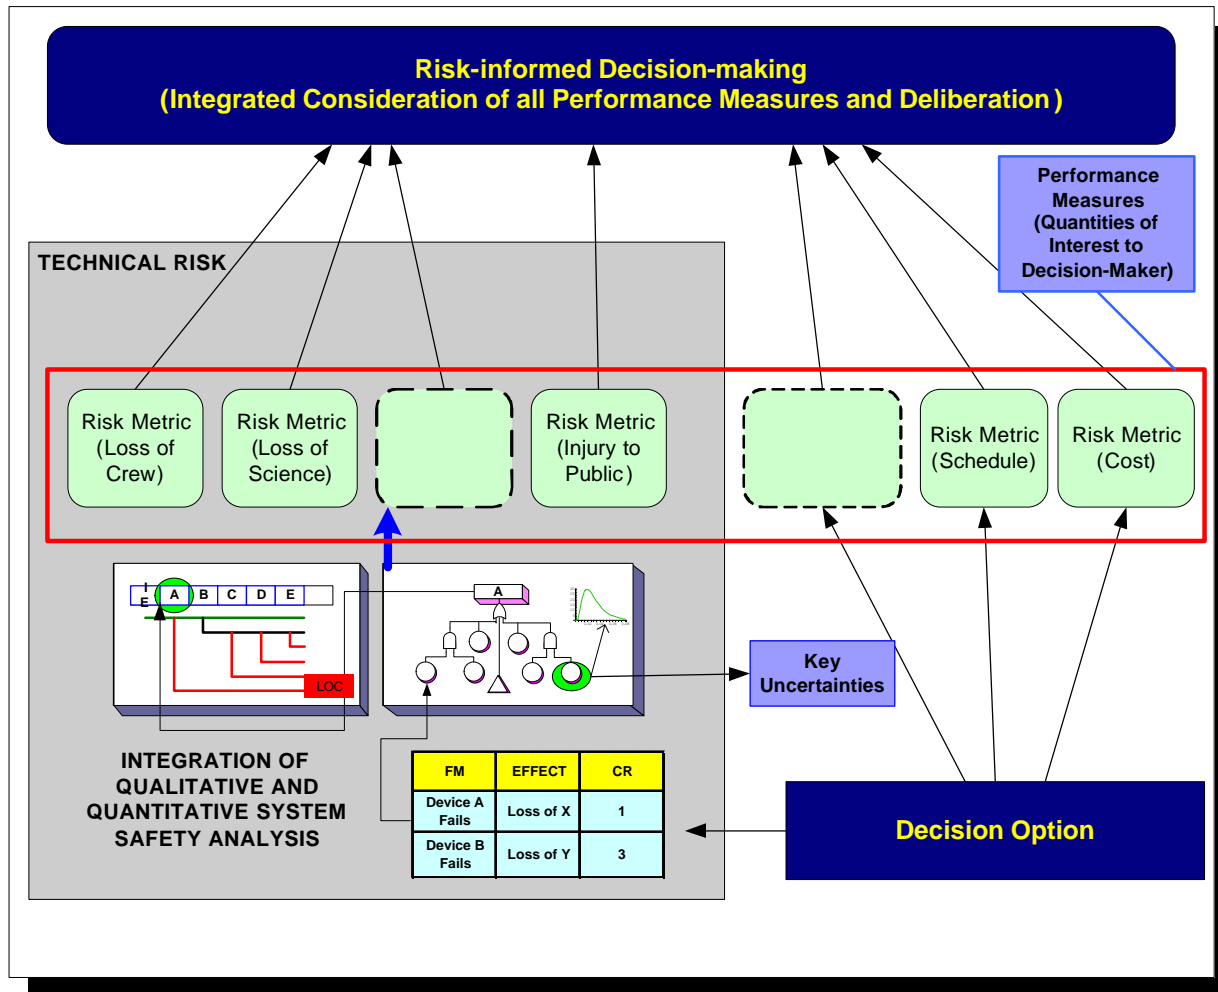 Risk-informed Decision-making
(Integrated Consideration of all Performance Measures and Deliberation)
Performance
Measures
(Quantities of
Interest to
Decision-Maker)
TECHNICAL RISK
Risk Metric
(Loss of
Crew)
Risk Metric
(Loss of
Science)
Risk Metric
(Injury to
Public)
Risk Metric
(Schedule)
Risk Metric
(Cost)
I
E
A
B
C
D
E
LOC
A
Key
Uncertainties
INTEGRATION OF
QUALITATIVE AND
QUANTITATIVE SYSTEM
SAFETY ANALYSIS
FM
EFFECT
CR
Device A
Fails
Loss of X
1
Device B
Fails
Loss of Y
3
Decision Option